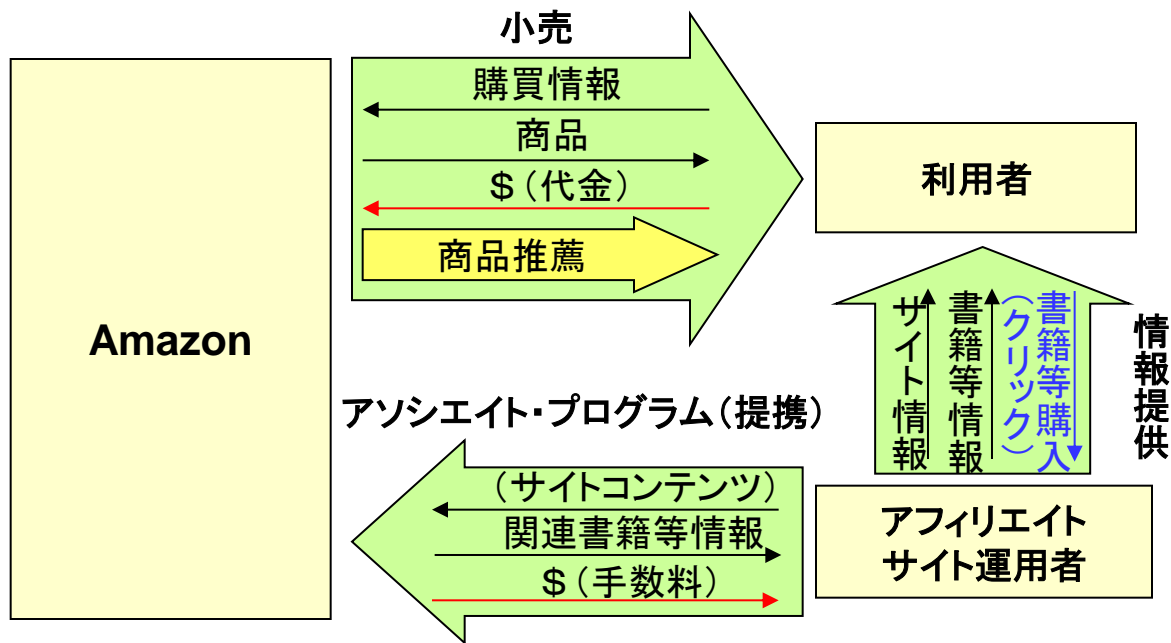 小売
購買情報
商品
＄（代金）
商品推薦
Amazon
利用者
サイト情報
書籍等情報
書籍等購入
（クリック）
情報提供
アソシエイト・プログラム（提携）
（サイトコンテンツ）
関連書籍等情報
＄（手数料）
アフィリエイト
サイト運用者